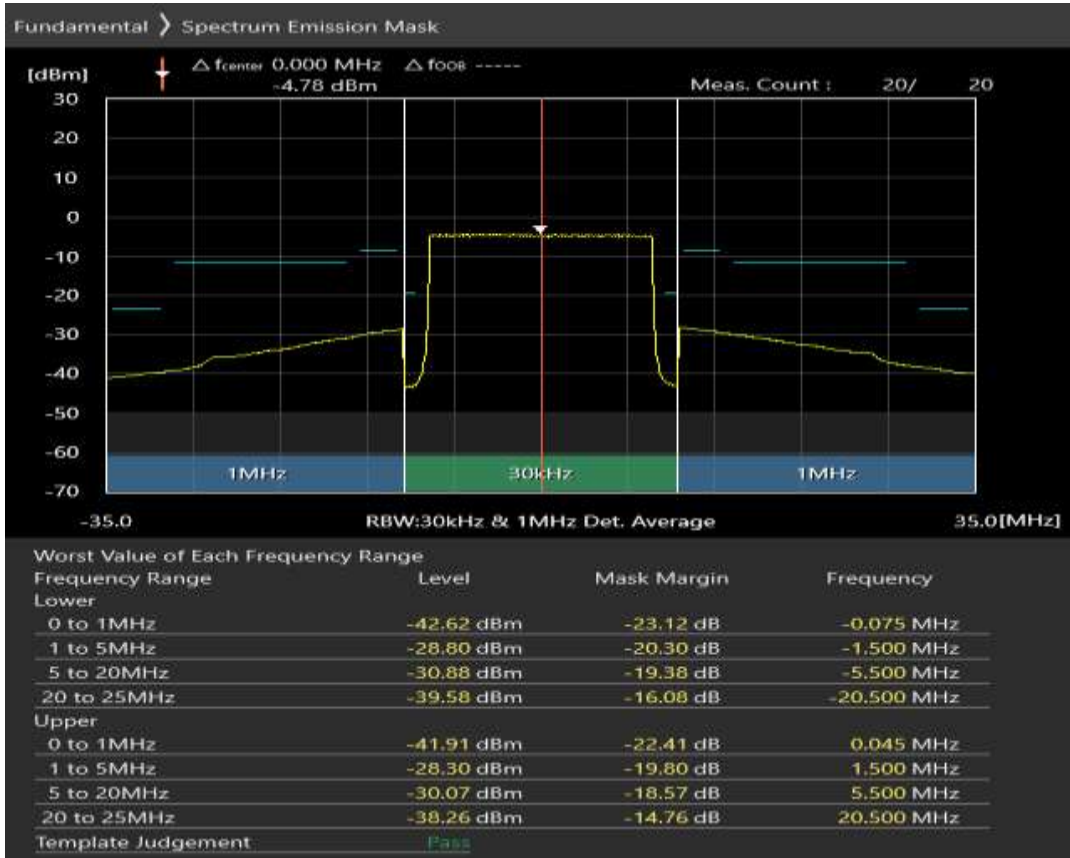 Fundamental ❯ Spectrum Emission Mask
[dBm] △ fcenter 0.000 MHz △ fOOB -----
-4.78 dBm Meas. Count : 20/ 20
30
20
10
0
-10
-20
-30
-40
-50
-60
1MHz 30kHz 1MHz
-70
-35.0 RBW:30kHz & 1MHz Det. Average 35.0[MHz]
Worst Value of Each Frequency Range
Frequency Range Level Mask Margin Frequency
Lower
0 to 1MHz -42.62 dBm -23.12 dB -0.075 MHz
1 to 5MHz -28.80 dBm -20.30 dB -1.500 MHz
5 to 20MHz -30.88 dBm -19.38 dB -5.500 MHz
20 to 25MHz -39.58 dBm -16.08 dB -20.500 MHz
Upper
0 to 1MHz -41.91 dBm -22.41 dB 0.045 MHz
1 to 5MHz -28.30 dBm -19.80 dB 1.500 MHz
5 to 20MHz -30.07 dBm -18.57 dB 5.500 MHz
20 to 25MHz -38.26 dBm -14.76 dB 20.500 MHz
Template Judgement Pass